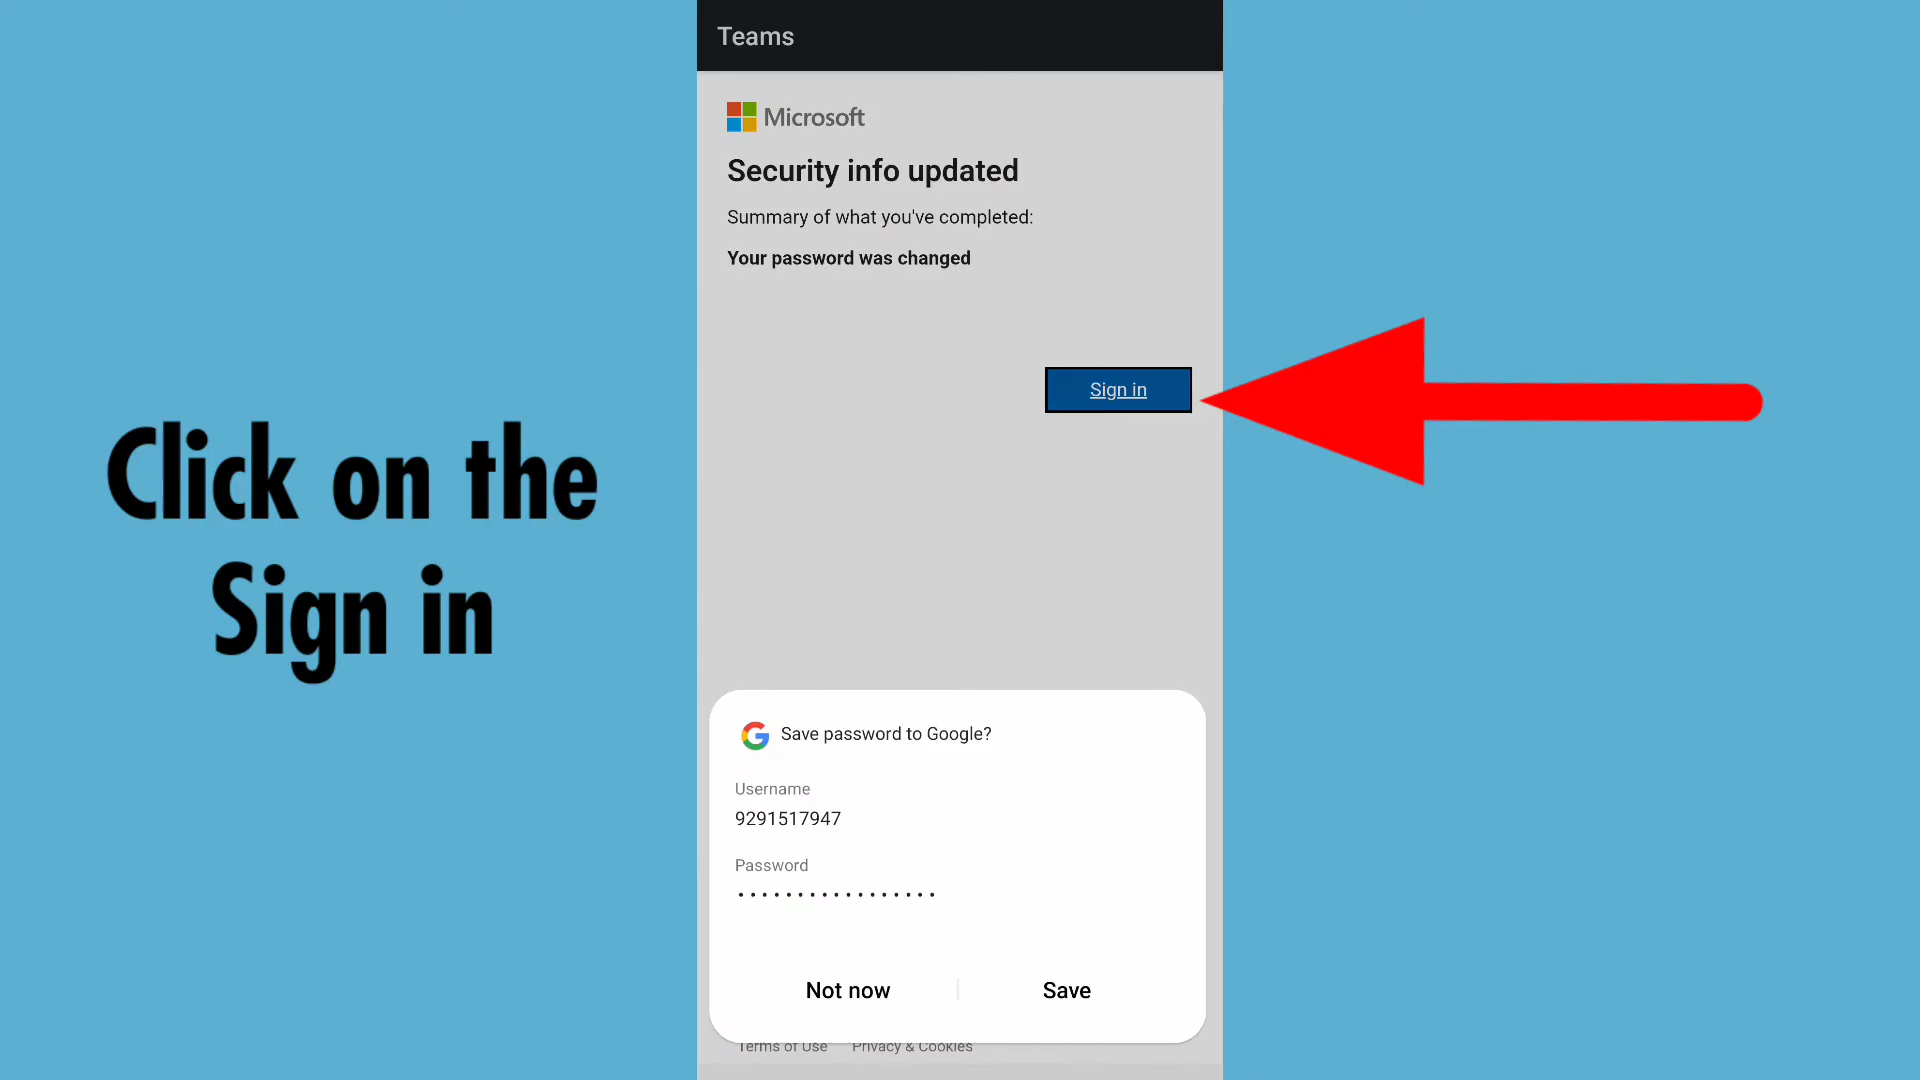 Teams
Microsoft
Security info updated
Summary of what you've completed:
Your password was changed
Sign in
Click on the
Sign in
Save password to Google?
Username
9291517947
Password
•••••••••••••••••
Not now
Save
Terms of Use Privacy & Cookies